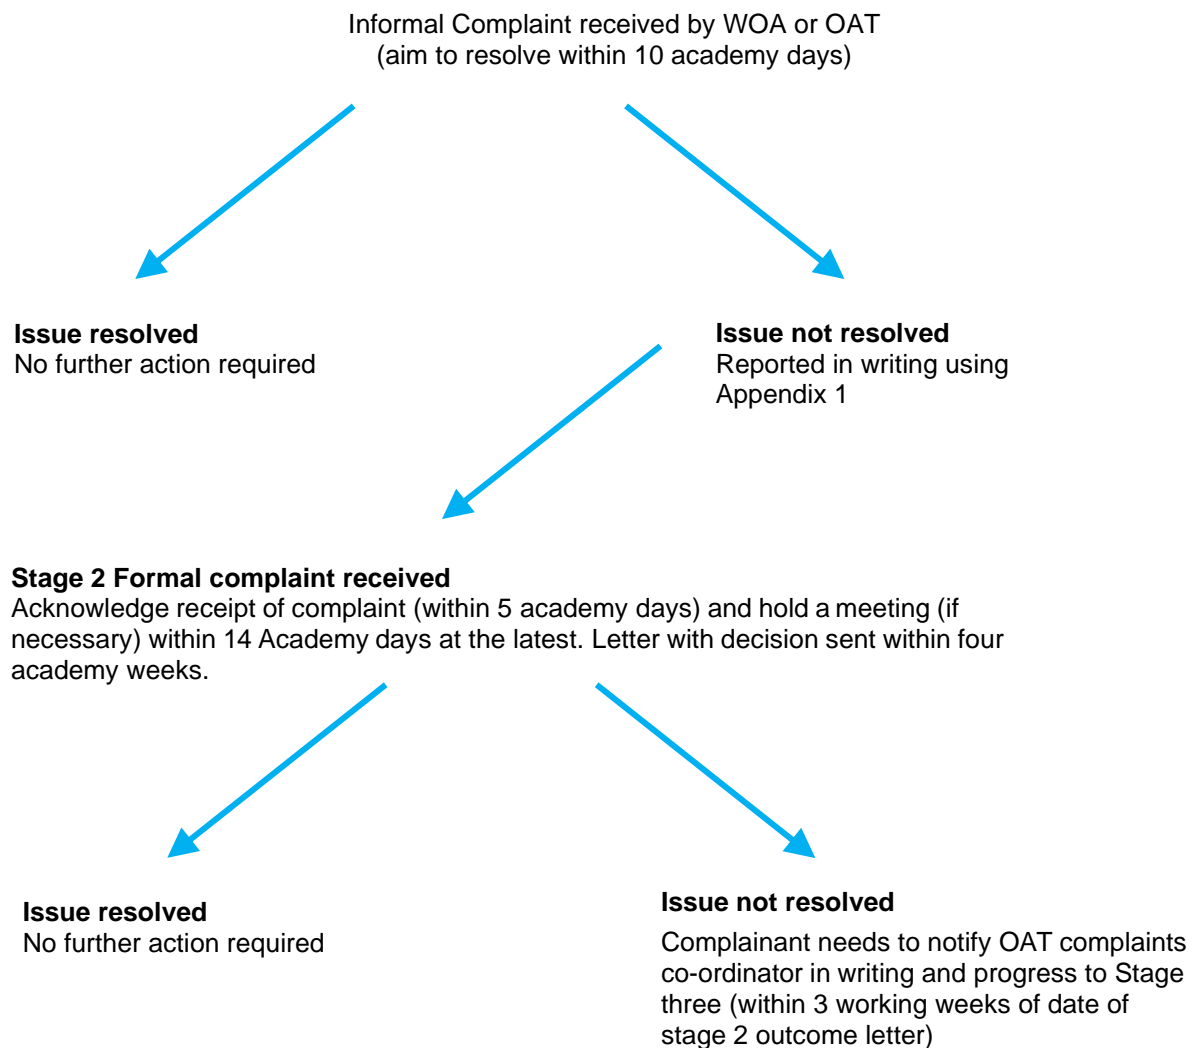 Informal Complaint received by WOA or OAT
(aim to resolve within 10 academy days)
Issue resolved
No further action required
Issue not resolved
Reported in writing using
Appendix 1
Stage 2 Formal complaint received
Acknowledge receipt of complaint (within 5 academy days) and hold a meeting (if
necessary) within 14 Academy days at the latest. Letter with decision sent within four
academy weeks.
Issue resolved
No further action required
Issue not resolved
Complainant needs to notify OAT complaints
co-ordinator in writing and progress to Stage
three (within 3 working weeks of date of
stage 2 outcome letter)